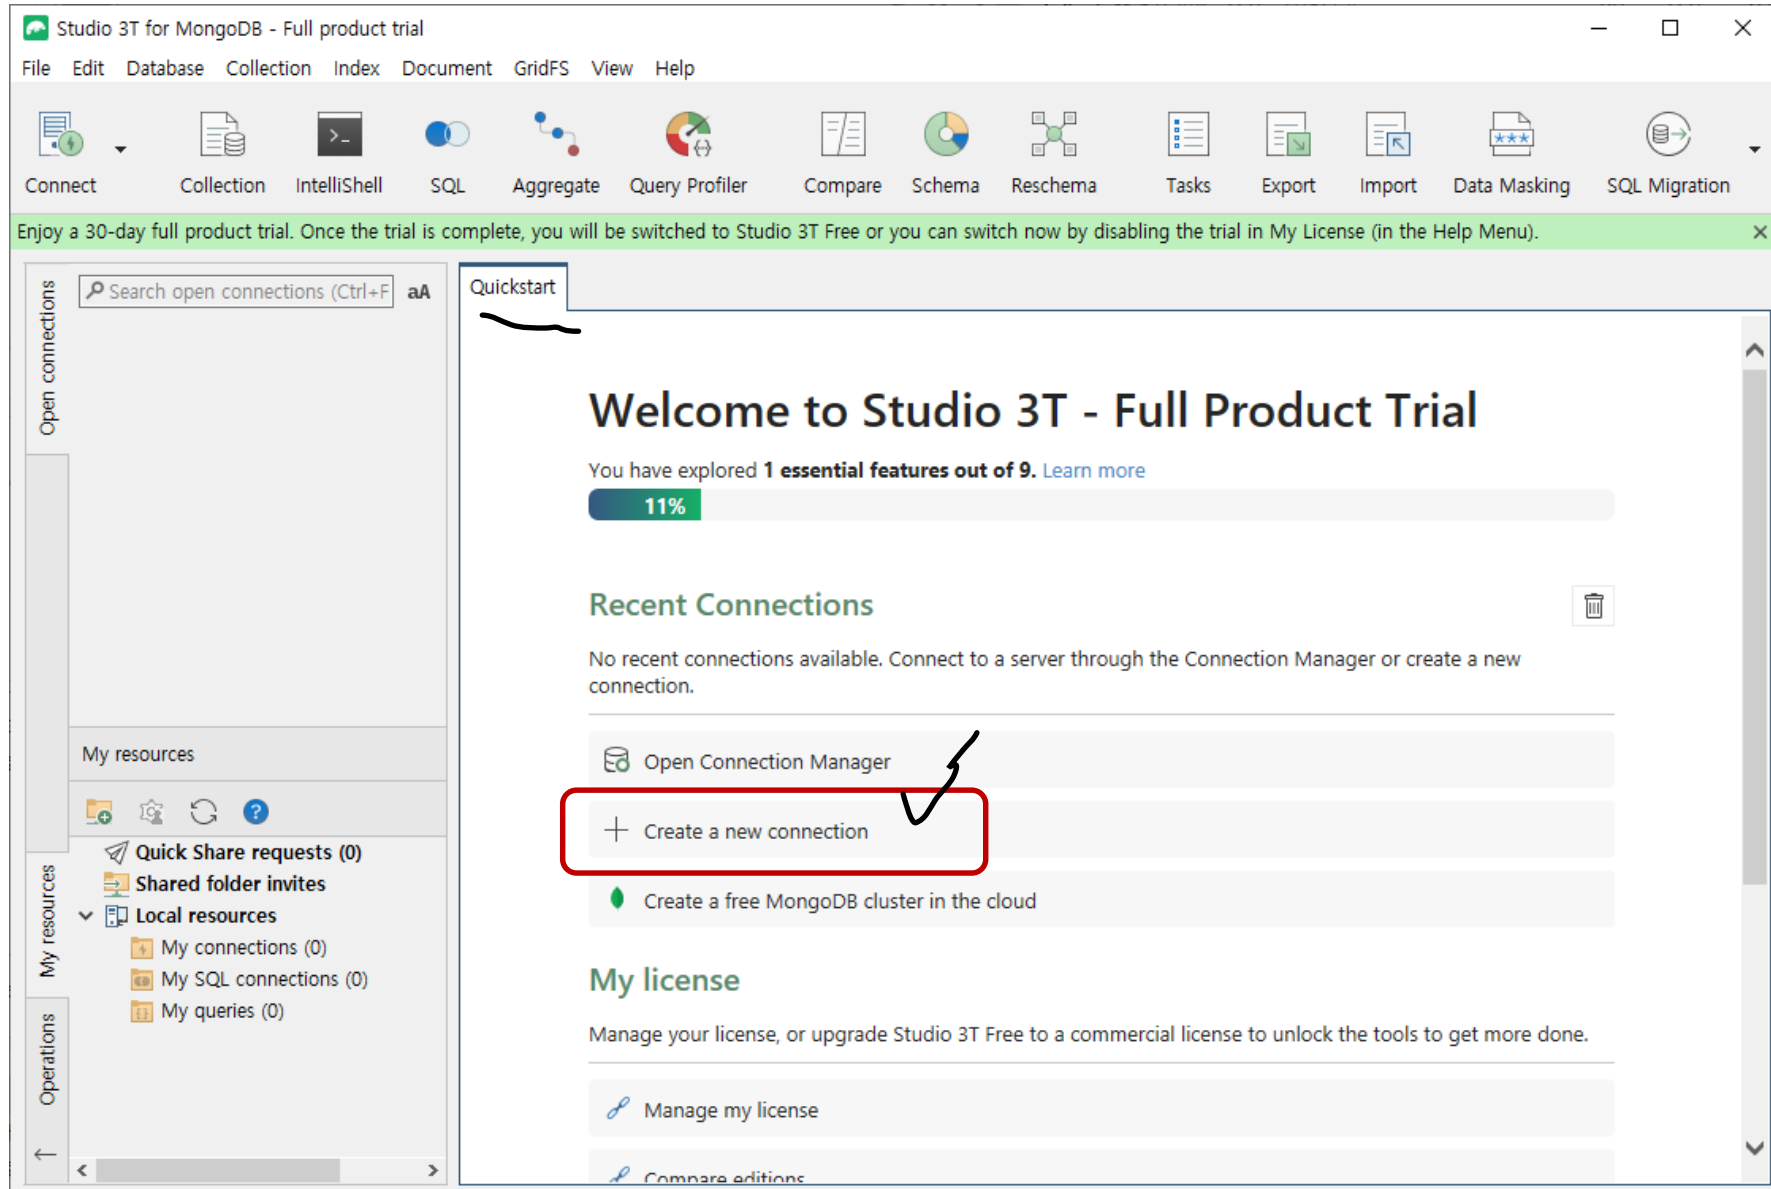 Studio 3T for MongoDB - Full product trial
File Edit Database Collection Index Document GridFS View Help
Connect Collection IntelliShell SQL Aggregate Query Profiler Compare Schema Reschema Tasks Export Import Data Masking SQL Migration
Enjoy a 30-day full product trial. Once the trial is complete, you will be switched to Studio 3T Free or you can switch now by disabling the trial in My License (in the Help Menu).
Open connections
Search open connections (Ctrl+F
aA
My resources
Quick Share requests (0)
Shared folder invites
Local resources
My connections (0)
My SQL connections (0)
My queries (0)
My resources
Operations
Quickstart
Welcome to Studio 3T - Full Product Trial
You have explored 1 essential features out of 9. Learn more
11%
Recent Connections
No recent connections available. Connect to a server through the Connection Manager or create a new
connection.
Open Connection Manager
Create a new connection
Create a free MongoDB cluster in the cloud
My license
Manage your license, or upgrade Studio 3T Free to a commercial license to unlock the tools to get more done.
Manage my license
Compare editions